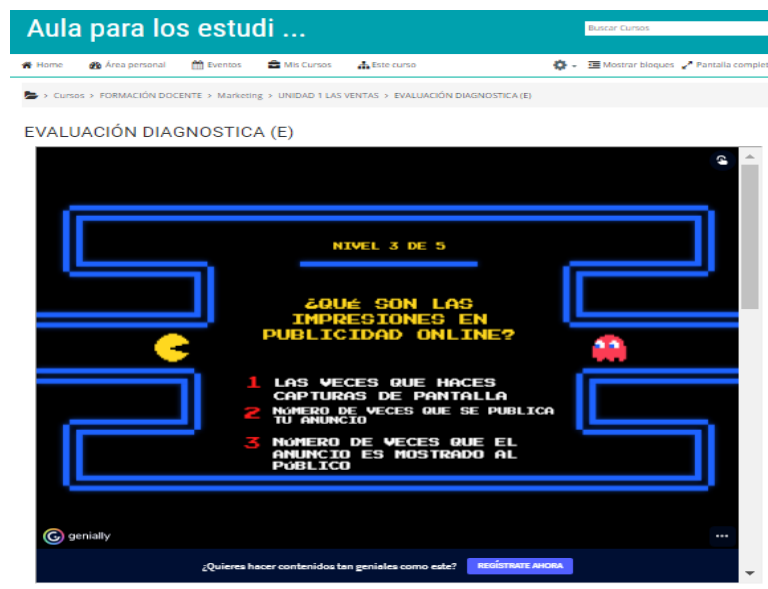 Aula para los estudi ...
Buscar Cursos
Home Área personal Eventos Mis Cursos Este curso Mostrar bloques Pantalla complet
> Cursos > FORMACIÓN DOCENTE > Marketing > UNIDAD 1 LAS VENTAS > EVALUACIÓN DIAGNOSTICA (E)
EVALUACIÓN DIAGNOSTICA (E)
NIVEL 3 DE 5
¿QUÉ SON LAS
IMPRESIONES EN
PUBLICIDAD ONLINE?
1 LAS VECES QUE HACES
CAPTURAS DE PANTALLA
2 NÚMERO DE VECES QUE SE PUBLICA
TU ANUNCIO
3 NÚMERO DE VECES QUE EL
ANUNCIO ES MOSTRADO AL
PÚBLICO
genially
¿Quieres hacer contenidos tan geniales como este? REGÍSTRATE AHORA